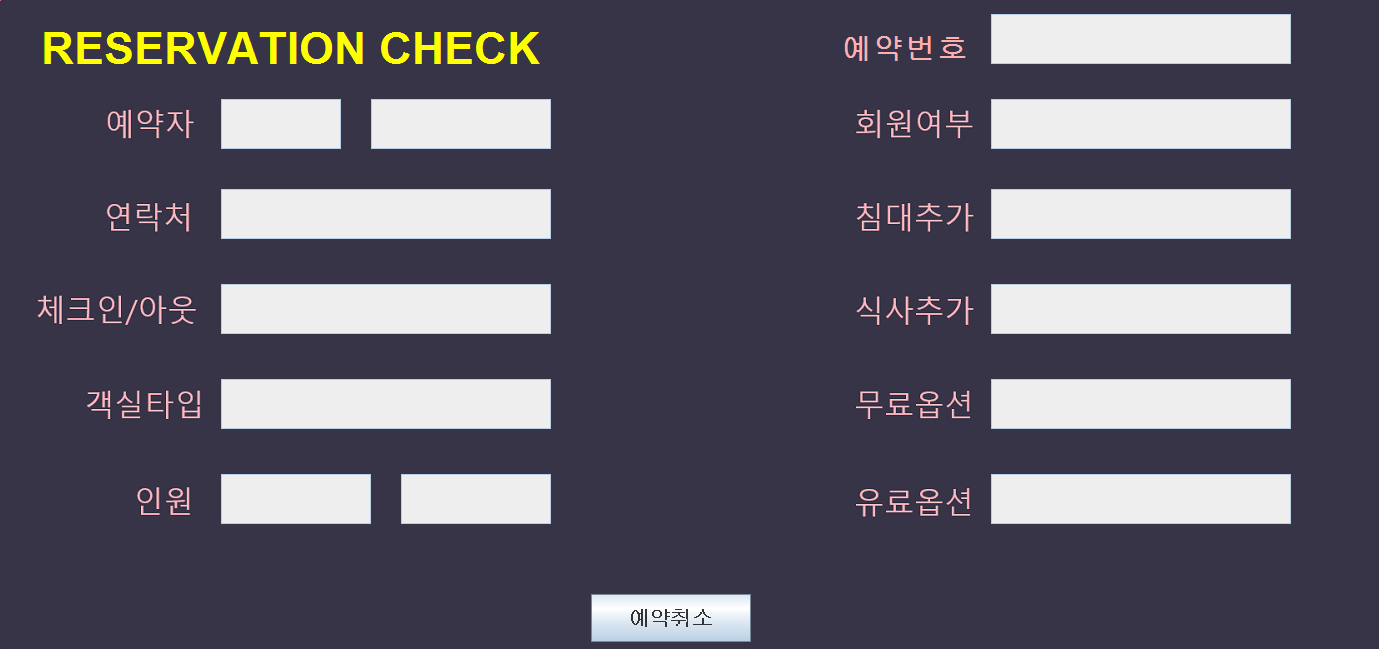 RESERVATION CHECK
예약번호
예약자
회원여부
연락처
침대추가
체크인/아웃
식사추가
객실타입
무료옵션
인원
유료옵션
예약취소